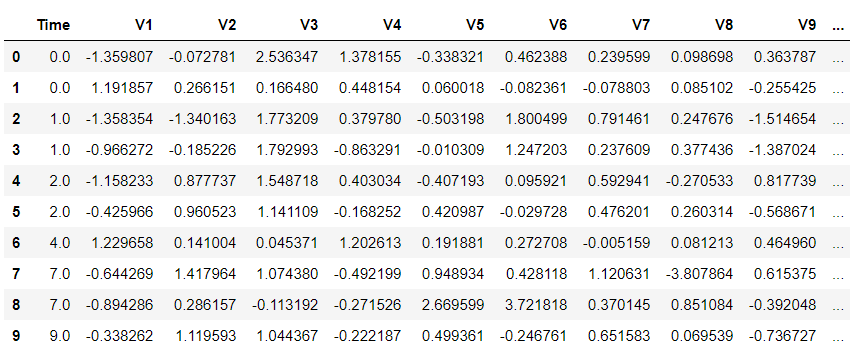 Time V1 V2 V3 V4 V5 V6 V7 V8 V9 ...
0 0.0 -1.359807 -0.072781 2.536347 1.378155 -0.338321 0.462388 0.239599 0.098698 0.363787 ...
1 0.0 1.191857 0.266151 0.166480 0.448154 0.060018 -0.082361 -0.078803 0.085102 -0.255425 ...
2 1.0 -1.358354 -1.340163 1.773209 0.379780 -0.503198 1.800499 0.791461 0.247676 -1.514654 ...
3 1.0 -0.966272 -0.185226 1.792993 -0.863291 -0.010309 1.247203 0.237609 0.377436 -1.387024 ...
4 2.0 -1.158233 0.877737 1.548718 0.403034 -0.407193 0.095921 0.592941 -0.270533 0.817739 ...
5 2.0 -0.425966 0.960523 1.141109 -0.168252 0.420987 -0.029728 0.476201 0.260314 -0.568671 ...
6 4.0 1.229658 0.141004 0.045371 1.202613 0.191881 0.272708 -0.005159 0.081213 0.464960 ...
7 7.0 -0.644269 1.417964 1.074380 -0.492199 0.948934 0.428118 1.120631 -3.807864 0.615375 ...
8 7.0 -0.894286 0.286157 -0.113192 -0.271526 2.669599 3.721818 0.370145 0.851084 -0.392048 ...
9 9.0 -0.338262 1.119593 1.044367 -0.222187 0.499361 -0.246761 0.651583 0.069539 -0.736727 ...